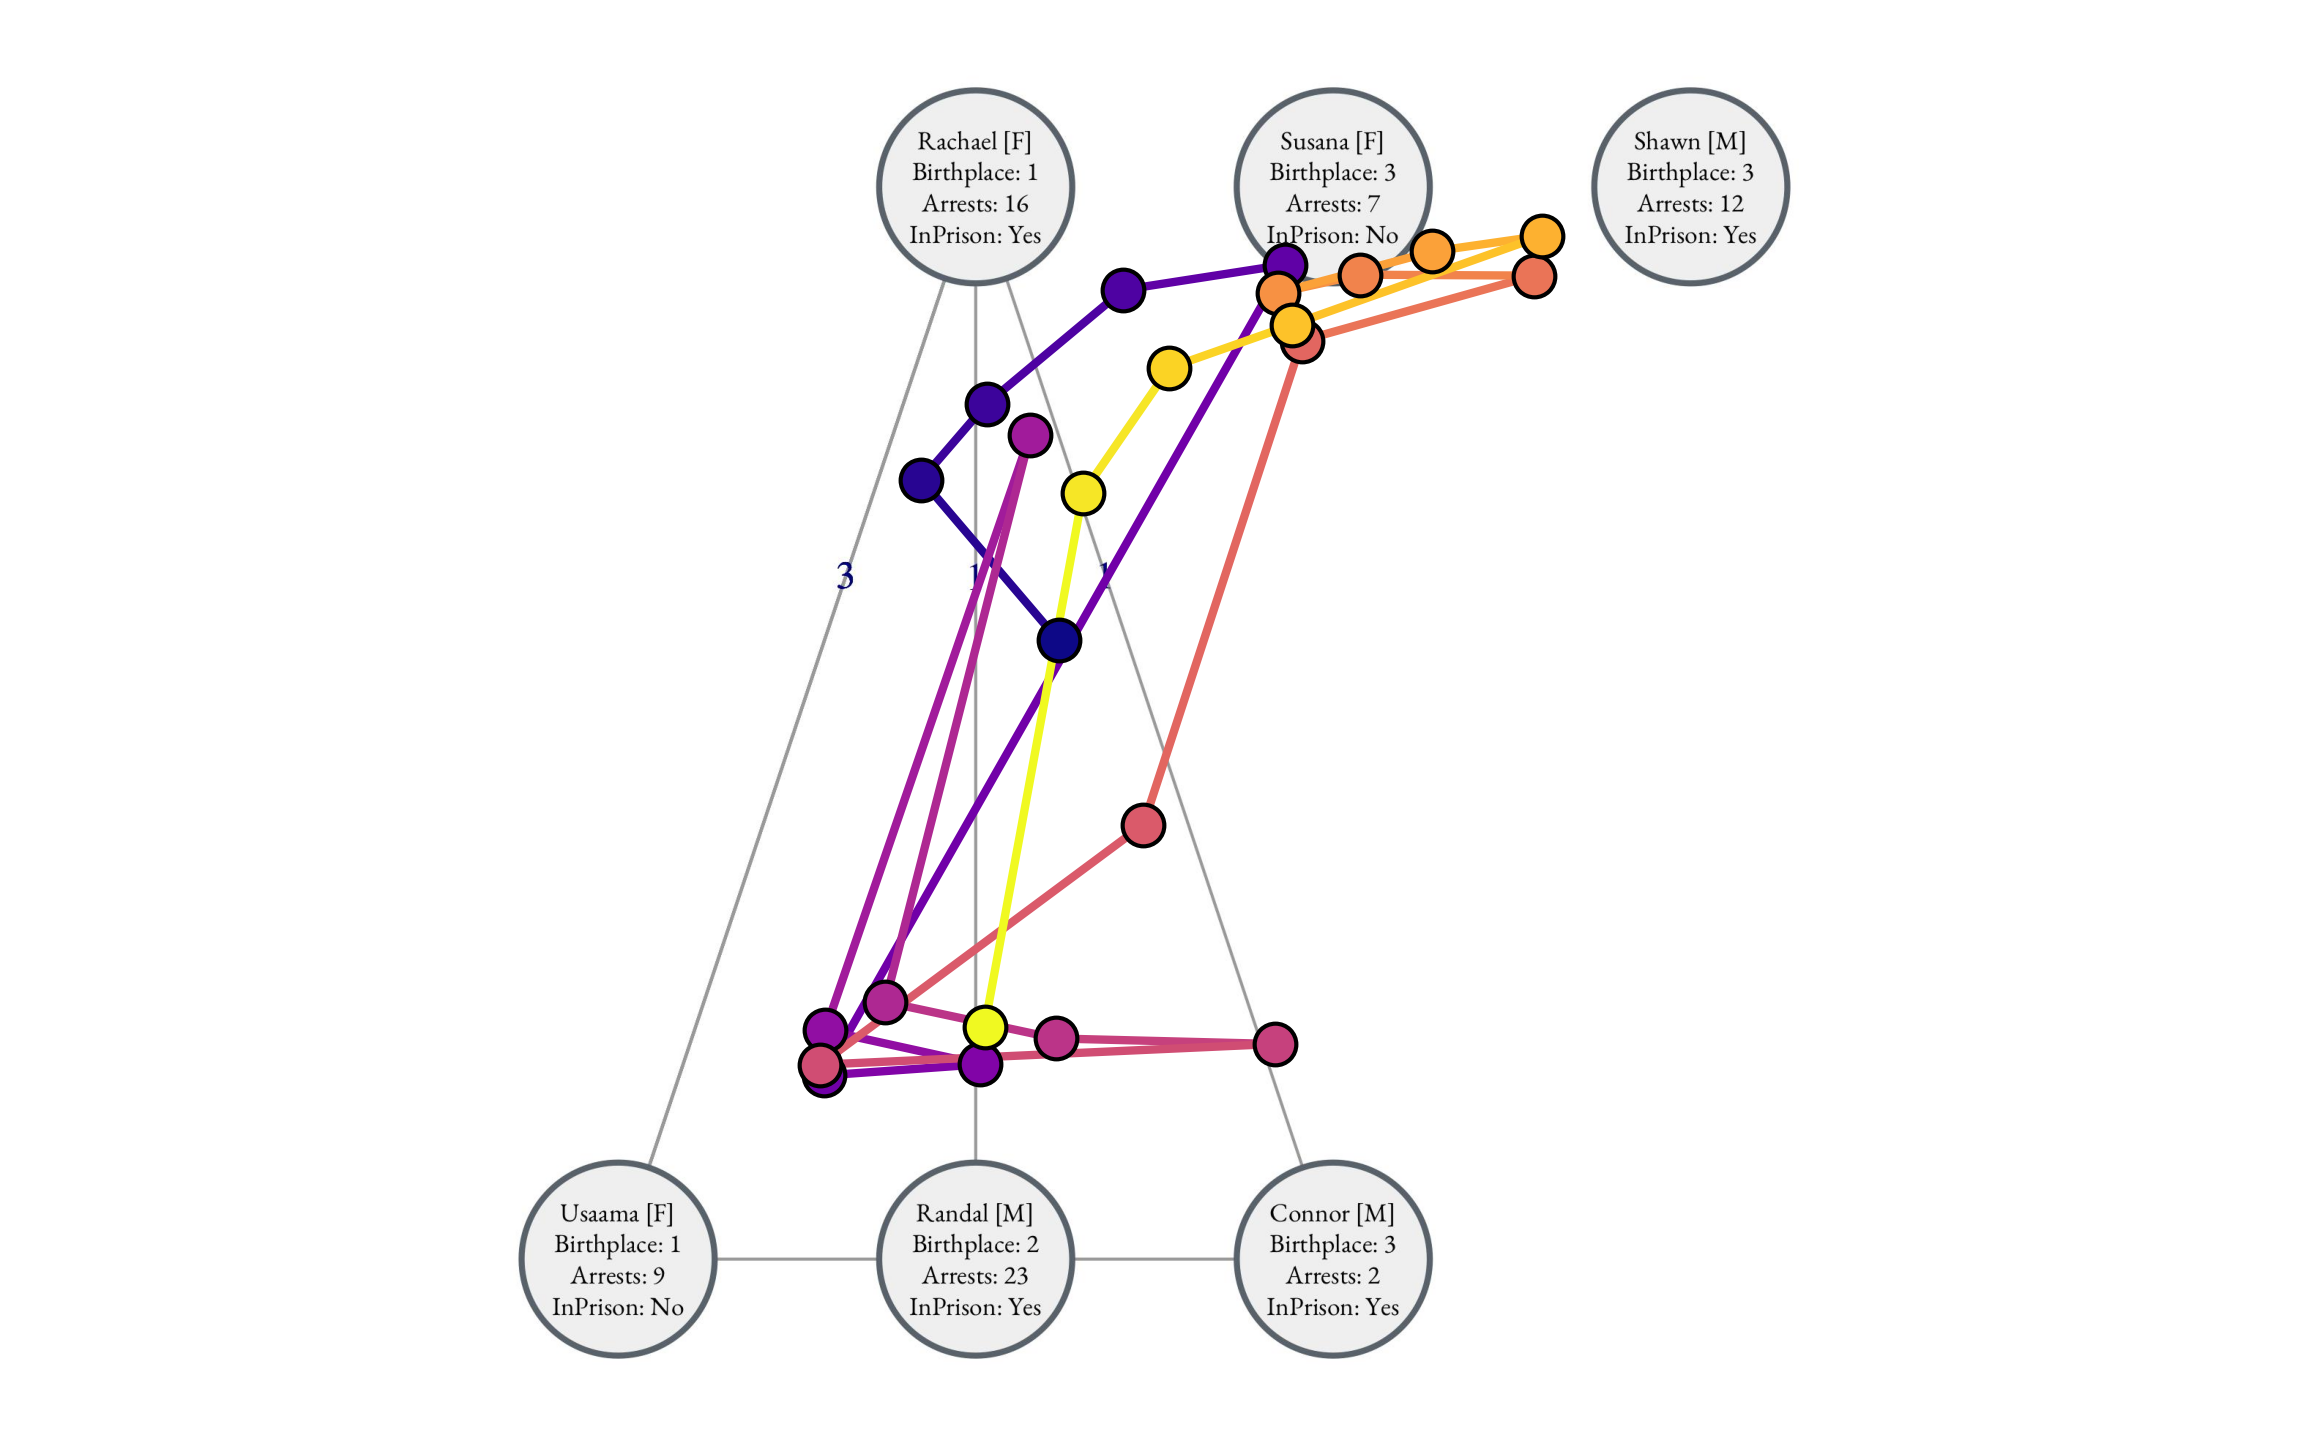 Rachael [F]
Birthplace: 1
Arrests: 16
InPrison: Yes
Susana [F]
Birthplace: 3
Arrests: 7
InPrison: No
Shawn [M]
Birthplace: 3
Arrests: 12
InPrison: Yes
3
1
1
Usaama [F]
Birthplace: 1
Arrests: 9
InPrison: No
Randal [M]
Birthplace: 2
Arrests: 23
InPrison: Yes
Connor [M]
Birthplace: 3
Arrests: 2
InPrison: Yes